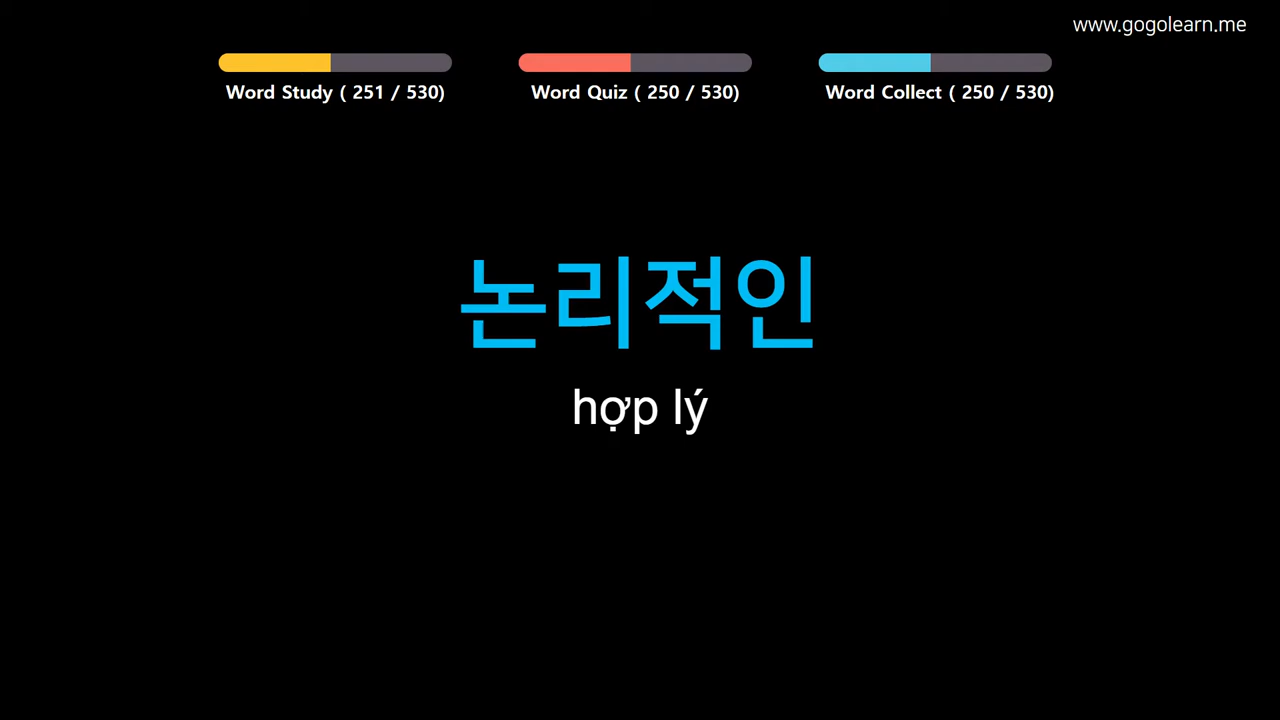 www.gogolearn.me
Word Study ( 251 / 530)
Word Quiz ( 250 / 530)
Word Collect ( 250 / 530)
논리적인
hợp lý